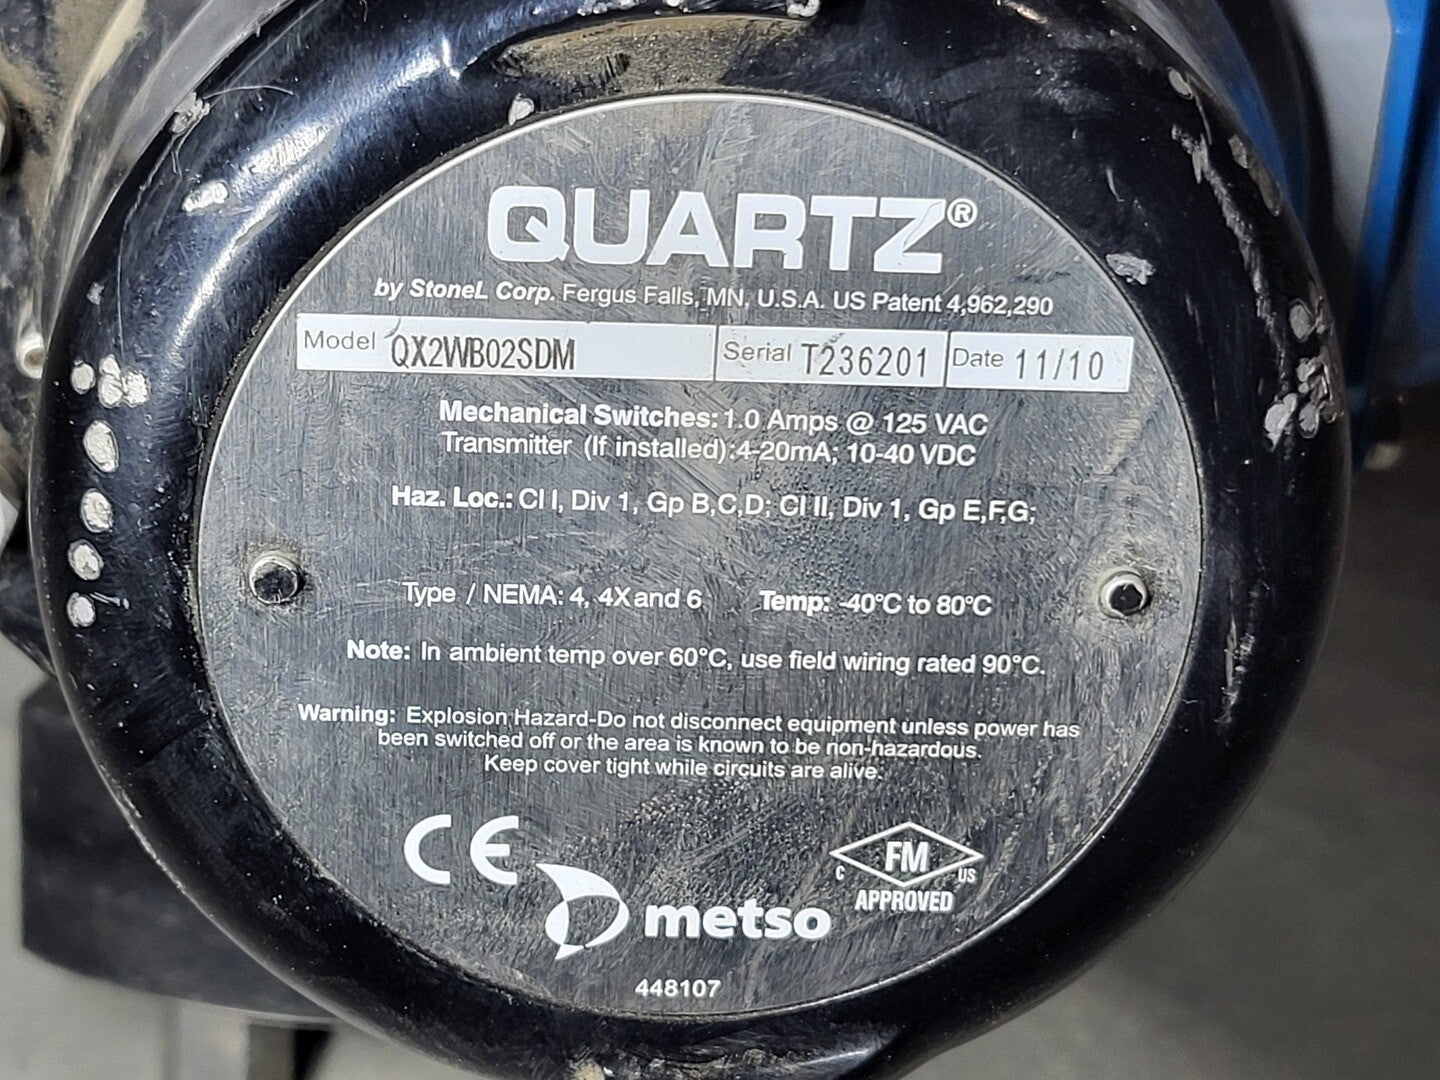 QUARTZ®
by StoneL Corp. Fergus Falls, MN, U.S.A. US Patent 4,962,290
Model QX2WB02SDM Serial T236201 Date 11/10
Mechanical Switches: 1.0 Amps @ 125 VAC
Transmitter (If installed): 4-20mA; 10-40 VDC
Haz. Loc.: Cl I, Div 1, Gp B,C,D; Cl II, Div 1, Gp E,F,G;
Type / NEMA: 4, 4X and 6 Temp: -40°C to 80°C
Note: In ambient temp over 60°C, use field wiring rated 90°C.
Warning: Explosion Hazard-Do not disconnect equipment unless power has
been switched off or the area is known to be non-hazardous.
Keep cover tight while circuits are alive.
CE
FM
C US
APPROVED
metso
448107